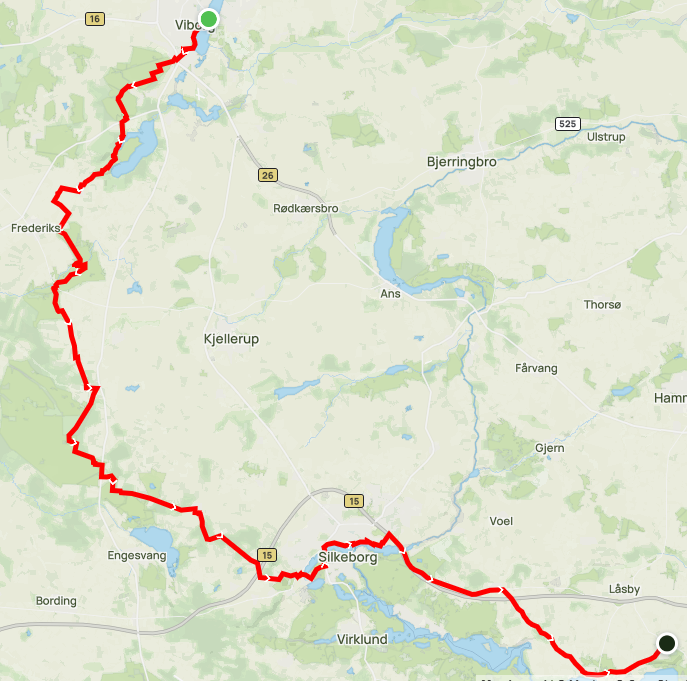 16
Viborg
525
Ulstrup
Bjerringbro
26
Rødkærsbro
Frederiks
Ans
Thorsø
Kjellerup
Fårvang
Hamm
Gjern
15
Voel
15
Silkeborg
Engesvang
Låsby
Bording
Virklund